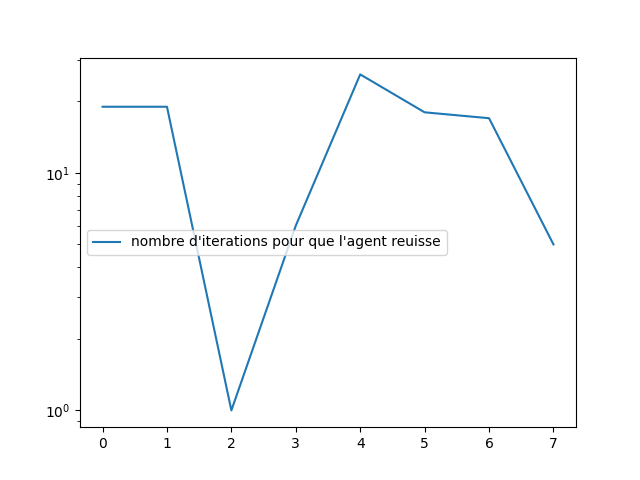 10¹
nombre d'iterations pour que l'agent reuisse
10⁰
0 1 2 3 4 5 6 7